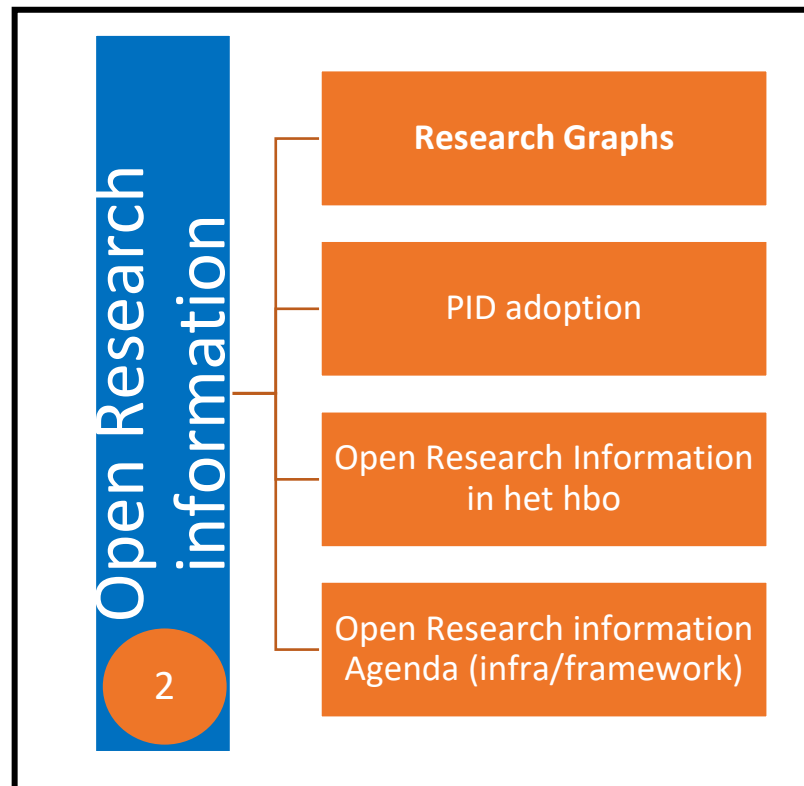 Open Research
information
2
Research Graphs
PID adoption
Open Research Information
in het hbo
Open Research information
Agenda (infra/framework)